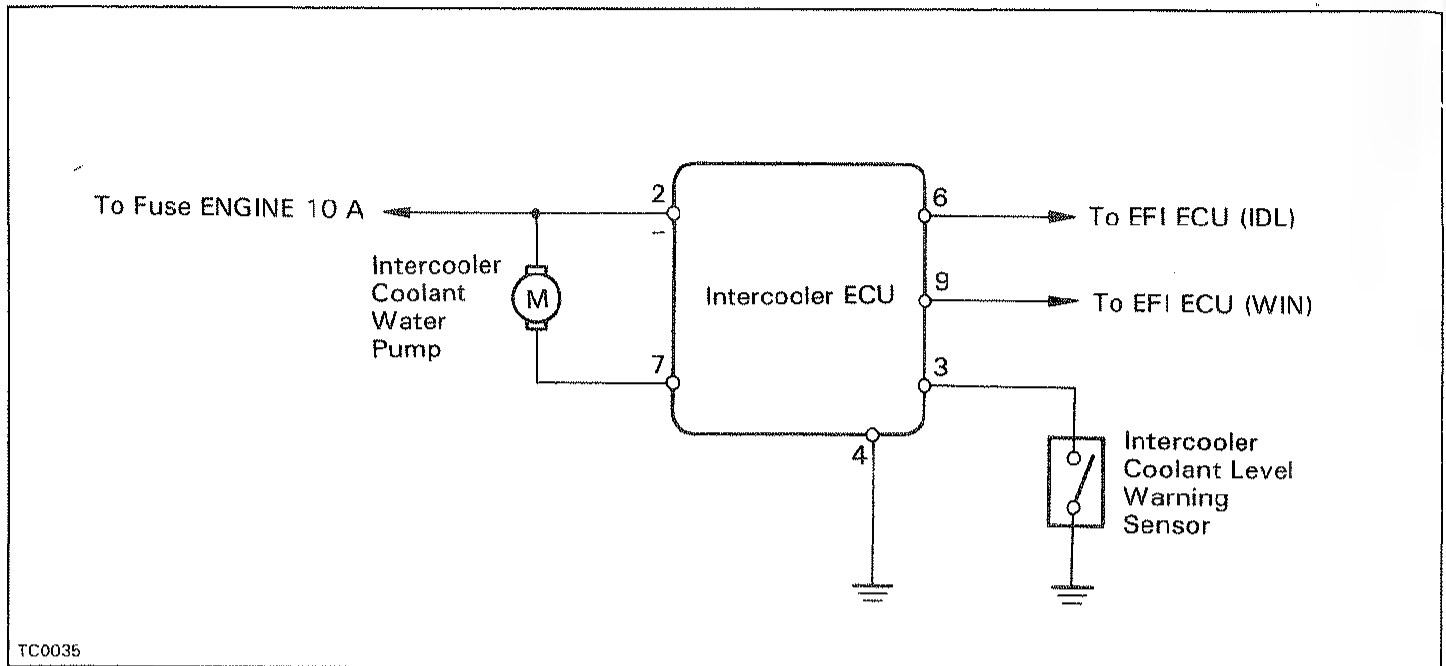 To Fuse ENGINE 10 A
2
Intercooler
Coolant
Water
Pump
M
7
Intercooler ECU
6
To EFI ECU (IDL)
9
To EFI ECU (WIN)
3
4
Intercooler
Coolant Level
Warning
Sensor
TC0035